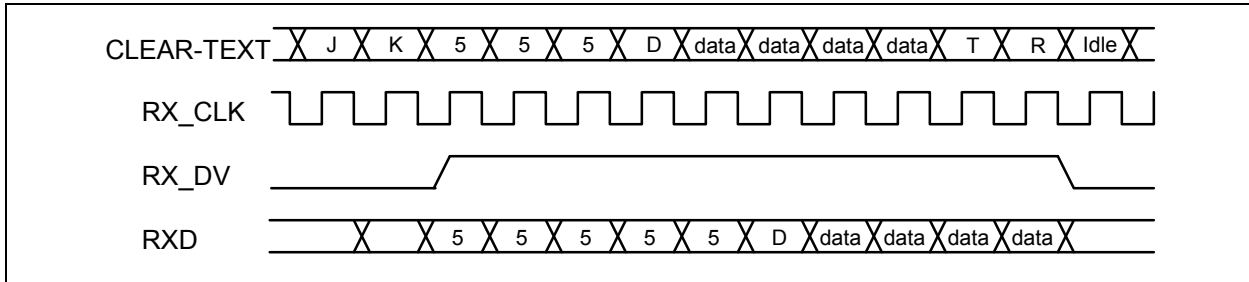 CLEAR-TEXT J K 5 5 5 D data data data data T R Idle
RX_CLK
RX_DV
RXD 5 5 5 5 5 D data data data data